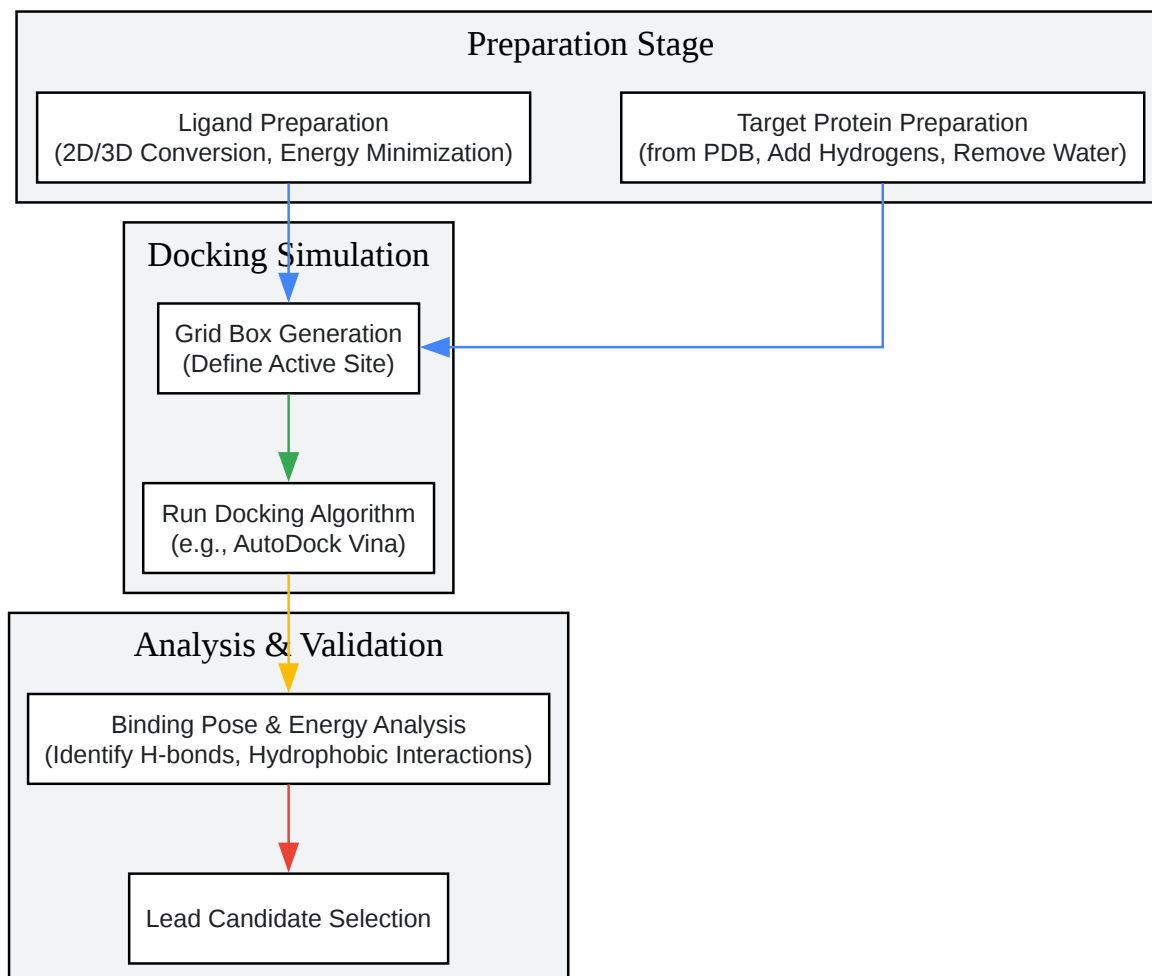 Preparation Stage
Ligand Preparation
(2D/3D Conversion, Energy Minimization)
Target Protein Preparation
(from PDB, Add Hydrogens, Remove Water)
Docking Simulation
Grid Box Generation
(Define Active Site)
Run Docking Algorithm
(e.g., AutoDock Vina)
Analysis & Validation
Binding Pose & Energy Analysis
(Identify H-bonds, Hydrophobic Interactions)
Lead Candidate Selection